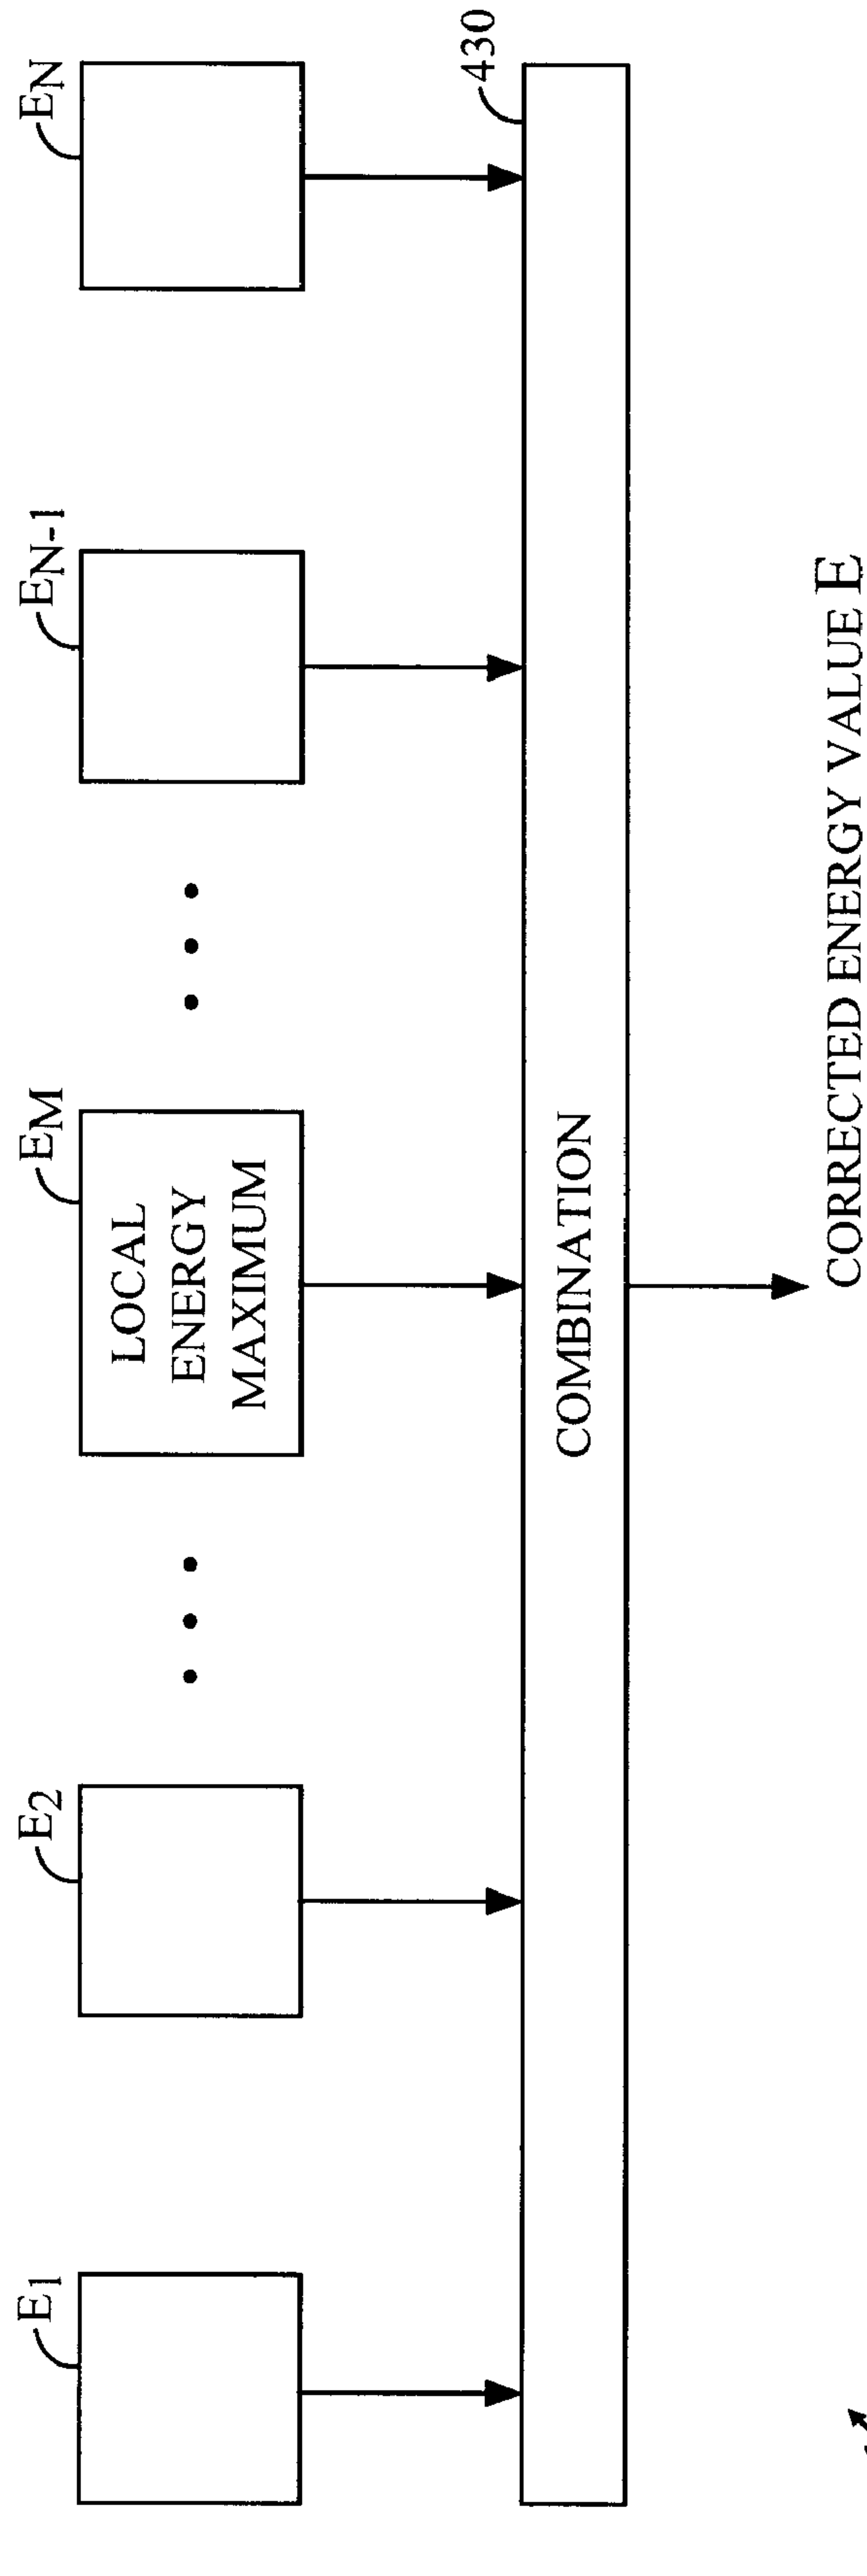 E1
E2
EM
EN-1
EN
LOCAL
ENERGY
MAXIMUM
430
COMBINATION
CORRECTED ENERGY VALUE E